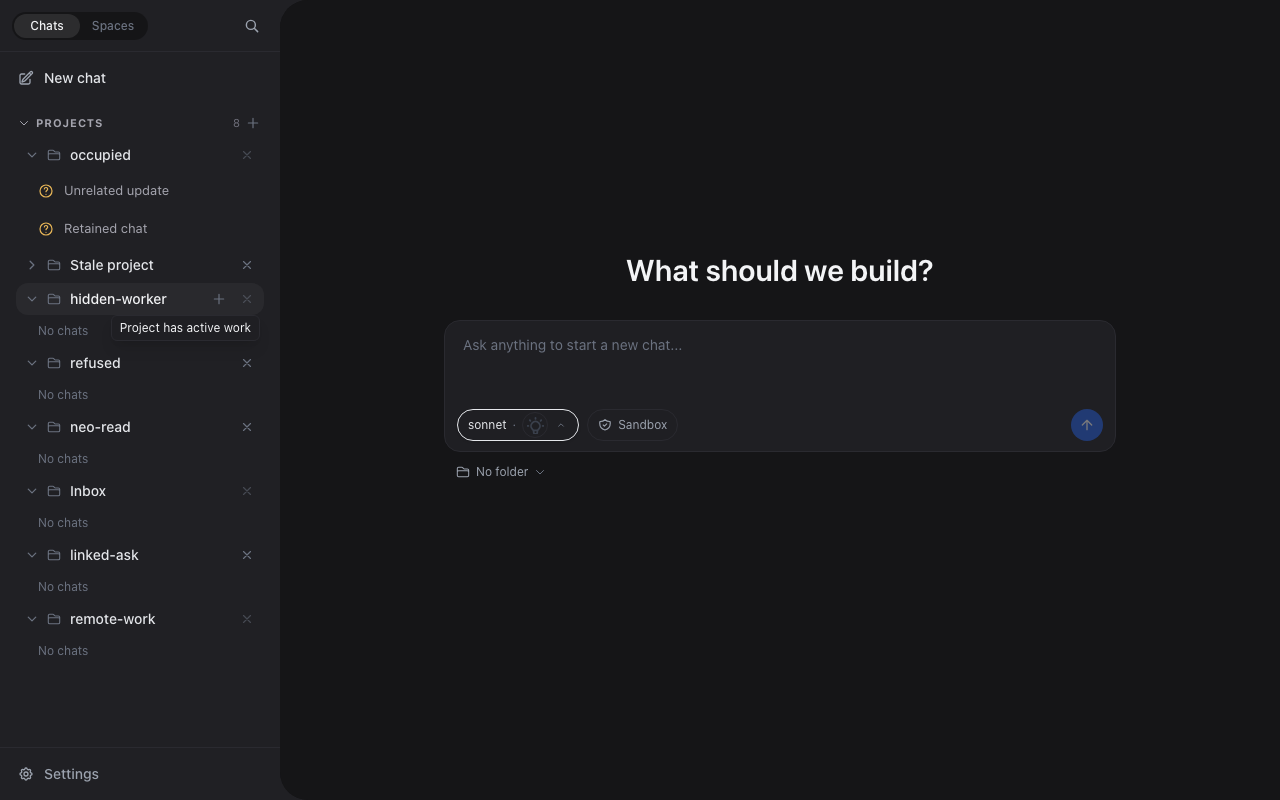 Chats
Spaces
New chat
PROJECTS
8
occupied
Unrelated update
Retained chat
Stale project
hidden-worker
No chats
Project has active work
refused
No chats
neo-read
No chats
Inbox
No chats
linked-ask
No chats
remote-work
No chats
Settings
What should we build?
Ask anything to start a new chat...
sonnet ·
Sandbox
No folder